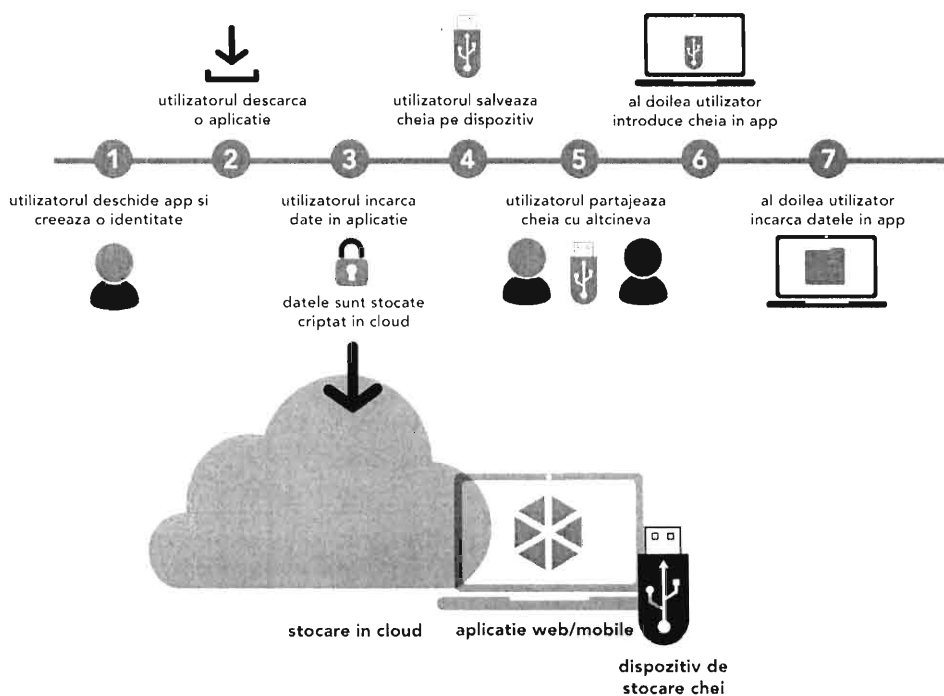 utilizatorul descarca
o aplicatie
utilizatorul salveaza
cheia pe dispozitiv
al doilea utilizator
introduce cheia in app
1
2
3
4
5
6
7
utilizatorul deschide app si
creeaza o identitate
utilizatorul incarca
date in aplicatie
utilizatorul partajeaza
cheia cu altcineva
al doilea utilizator
incarca datele in app
datele sunt stocate
criptat in cloud
stocare in cloud
aplicatie web/mobile
dispozitiv de
stocare chei